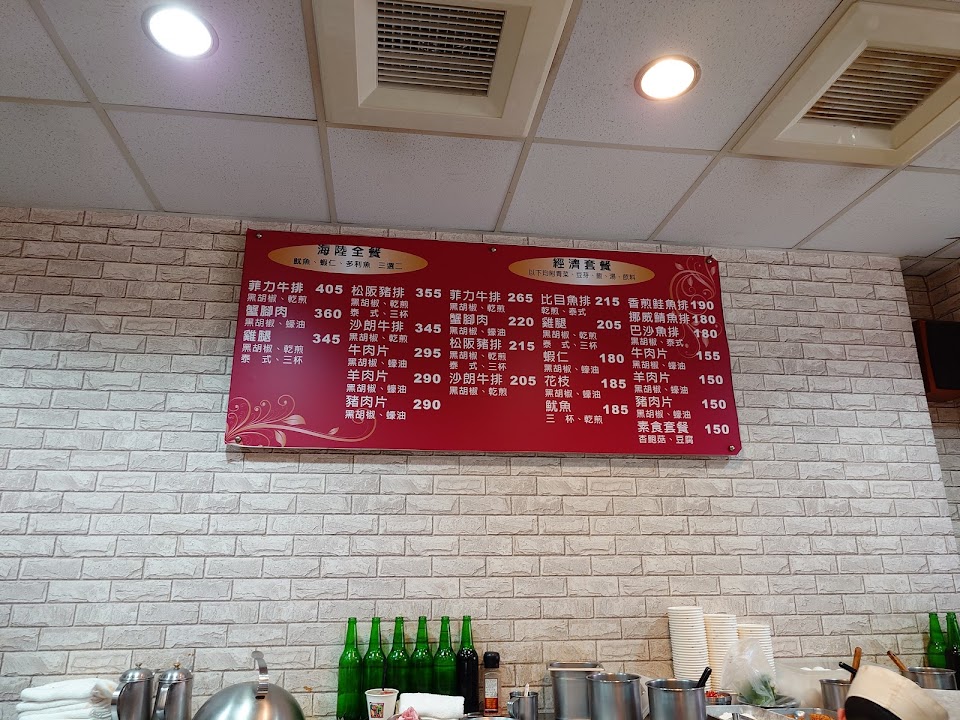 海陸全餐
魷魚、蝦仁、多利魚 三選二
菲力牛排 405
黑胡椒、乾煎
蟹腳肉 360
黑胡椒、蠔油
雞腿 345
黑胡椒、乾煎
泰 式、三杯
松阪豬排 355
黑胡椒、乾煎
泰 式、三杯
沙朗牛排 345
黑胡椒、乾煎
牛肉片 295
黑胡椒、蠔油
羊肉片 290
黑胡椒、蠔油
豬肉片 290
黑胡椒、蠔油
經濟套餐
以下均附青菜、豆芽、飯、湯、飲料
菲力牛排 265
黑胡椒、乾煎
蟹腳肉 220
黑胡椒、蠔油
松阪豬排 215
黑胡椒、乾煎
泰 式、三杯
沙朗牛排 205
黑胡椒、乾煎
比目魚排 215
乾煎、泰式
雞腿 205
黑胡椒、乾煎
泰 式、三杯
蝦仁 180
黑胡椒、蠔油
花枝 185
黑胡椒、蠔油
魷魚 185
三 杯、乾煎
香煎鮭魚排 190
挪威鯖魚排 180
巴沙魚排 180
黑胡椒、泰式
牛肉片 155
黑胡椒、蠔油
羊肉片 150
黑胡椒、蠔油
豬肉片 150
黑胡椒、蠔油
素食套餐 150
杏鮑菇、豆腐